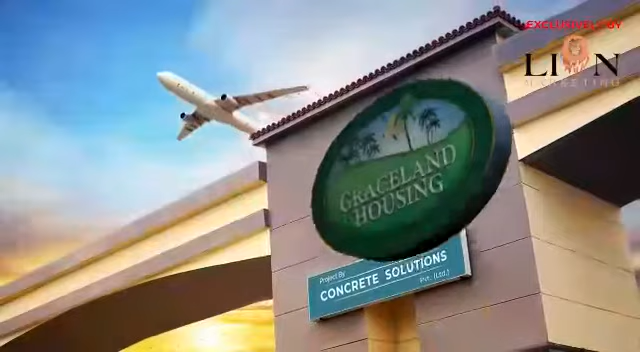 EXCLUSIVELY BY
LION
MARKETING
GRACELAND
HOUSING
Project By
CONCRETE SOLUTIONS
Pvt. (Ltd.)